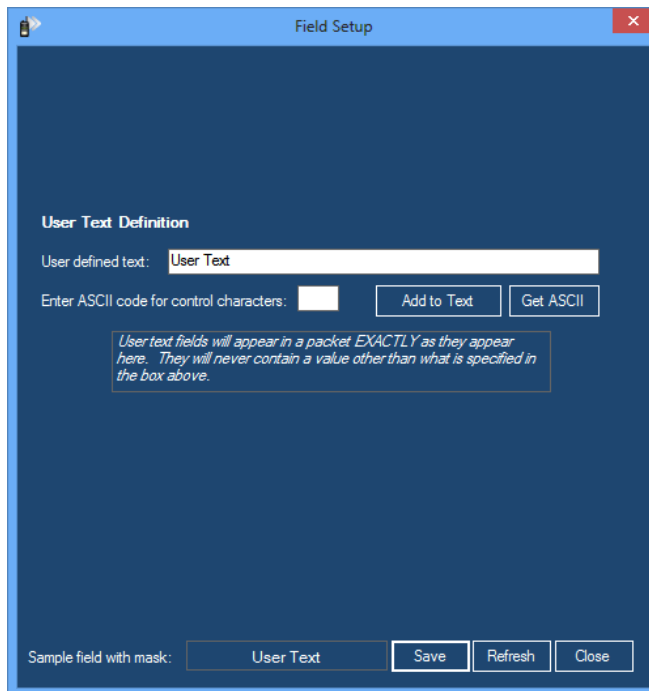 Field Setup
User Text Definition
User defined text: User Text
Enter ASCII code for control characters: Add to Text Get ASCII
User text fields will appear in a packet EXACTLY as they appear
here. They will never contain a value other than what is specified in
the box above.
Sample field with mask: User Text Save Refresh Close